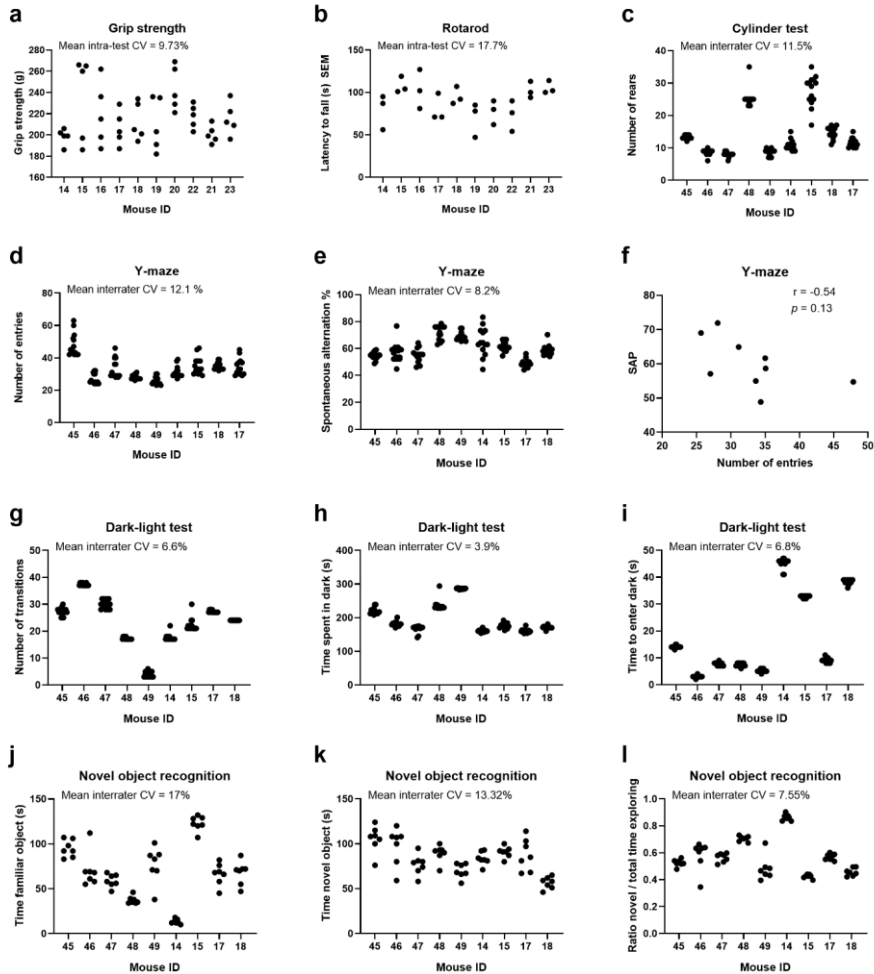 a
Grip strength
Mean intra-test CV = 9.73%
Grip strength (g)
280
260
240
220
200
180
160
14 15 16 17 18 19 20 21 22 23
Mouse ID
b
Rotarod
Mean intra-test CV = 17.7%
Latency to fall (s) SEM
150
100
50
0
14 15 16 17 18 19 20 22 21 23
Mouse ID
c
Cylinder test
Mean interrater CV = 11.5%
Number of rears
40
30
20
10
0
45 46 47 48 49 14 15 18 17
Mouse ID
d
Y-maze
Mean interrater CV = 12.1 %
Number of entries
80
60
40
20
0
45 46 47 48 49 14 15 18 17
Mouse ID
e
Y-maze
Mean interrater CV = 8.2%
Spontaneous alternation %
100
80
60
40
20
0
45 46 47 48 49 14 15 17 18
Mouse ID
f
Y-maze
r = -0.54
p = 0.13
SAP
80
70
60
50
40
20 30 40 50
Number of entries
g
Dark-light test
Mean interrater CV = 6.6%
Number of transitions
50
40
30
20
10
0
45 46 47 48 49 14 15 17 18
Mouse ID
h
Dark-light test
Mean interrater CV = 3.9%
Time spent in dark (s)
400
300
200
100
0
45 46 47 48 49 14 15 17 18
Mouse ID
i
Dark-light test
Mean interrater CV = 6.8%
Time to enter dark (s)
50
40
30
20
10
0
45 46 47 48 49 14 15 17 18
Mouse ID
j
Novel object recognition
Mean interrater CV = 17%
Time familiar object (s)
150
100
50
0
45 46 47 48 49 14 15 17 18
Mouse ID
k
Novel object recognition
Mean interrater CV = 13.32%
Time novel object (s)
150
100
50
0
45 46 47 48 49 14 15 17 18
Mouse ID
l
Novel object recognition
Mean interrater CV = 7.55%
Ratio novel / total time exploring
1.0
0.8
0.6
0.4
0.2
0.0
45 46 47 48 49 14 15 17 18
Mouse ID